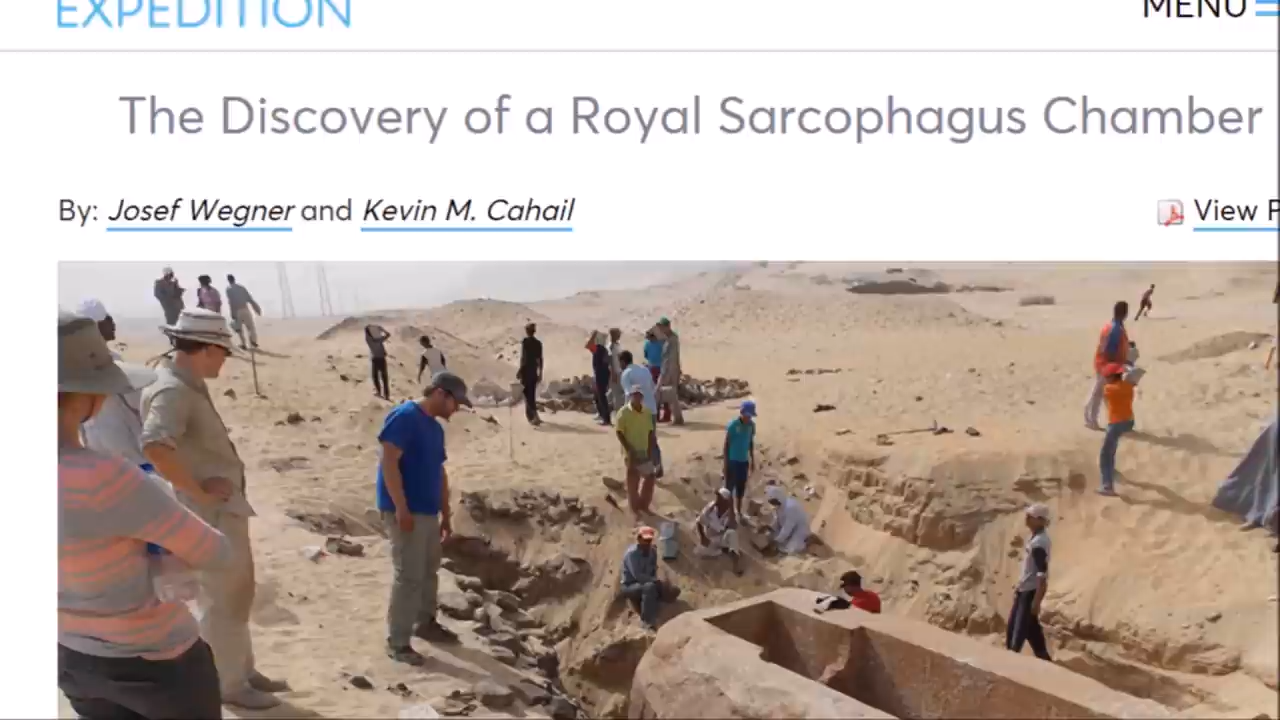 EXPEDITION
MENU
The Discovery of a Royal Sarcophagus Chamber
By: Josef Wegner and Kevin M. Cahail
View